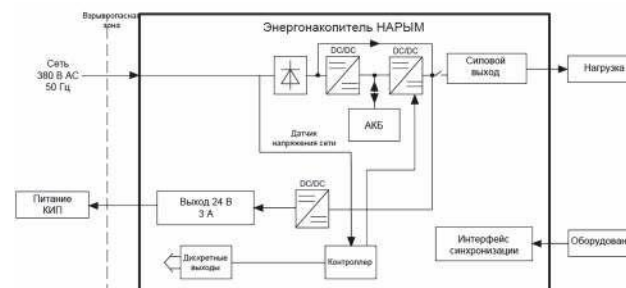 Взрывоопасная
зона
Энергонакопитель НАРЫМ
Сеть
380 В AC
50 Гц
DC/DC
DC/DC
Силовой
выход
Нагрузка
АКБ
Датчик
напряжения сети
Питание
КИП
Выход 24 В
3 А
DC/DC
Интерфейс
синхронизации
Оборудован
Дискретные
выходы
Контроллер